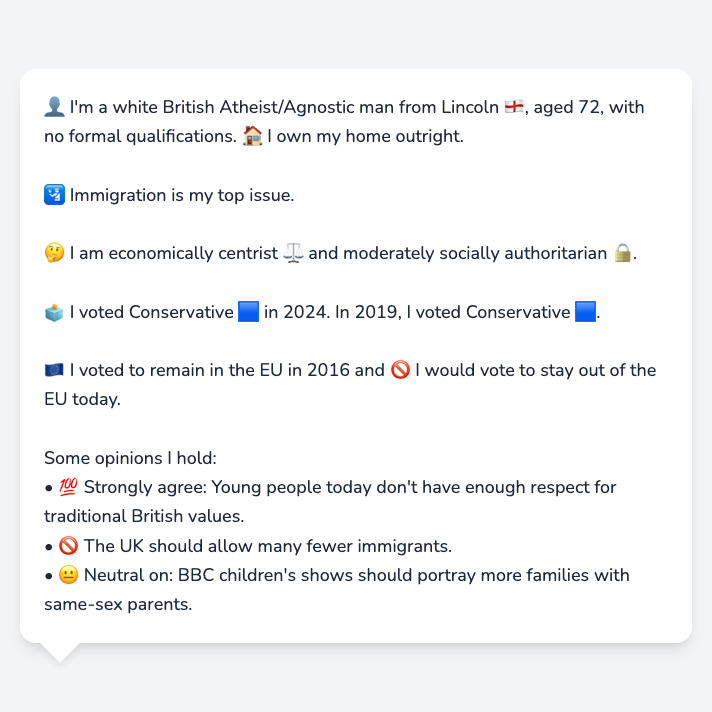 👤 I'm a white British Atheist/Agnostic man from Lincoln 🏴󠁧󠁢󠁥󠁮󠁧󠁿, aged 72, with
no formal qualifications. 🏠 I own my home outright.
🛂 Immigration is my top issue.
🤔 I am economically centrist ⚖️ and moderately socially authoritarian 🔒.
🗳️ I voted Conservative 🟦 in 2024. In 2019, I voted Conservative 🟦.
🇪🇺 I voted to remain in the EU in 2016 and 🚫 I would vote to stay out of the
EU today.
Some opinions I hold:
• 💯 Strongly agree: Young people today don't have enough respect for
traditional British values.
• 🚫 The UK should allow many fewer immigrants.
• 😐 Neutral on: BBC children's shows should portray more families with
same-sex parents.